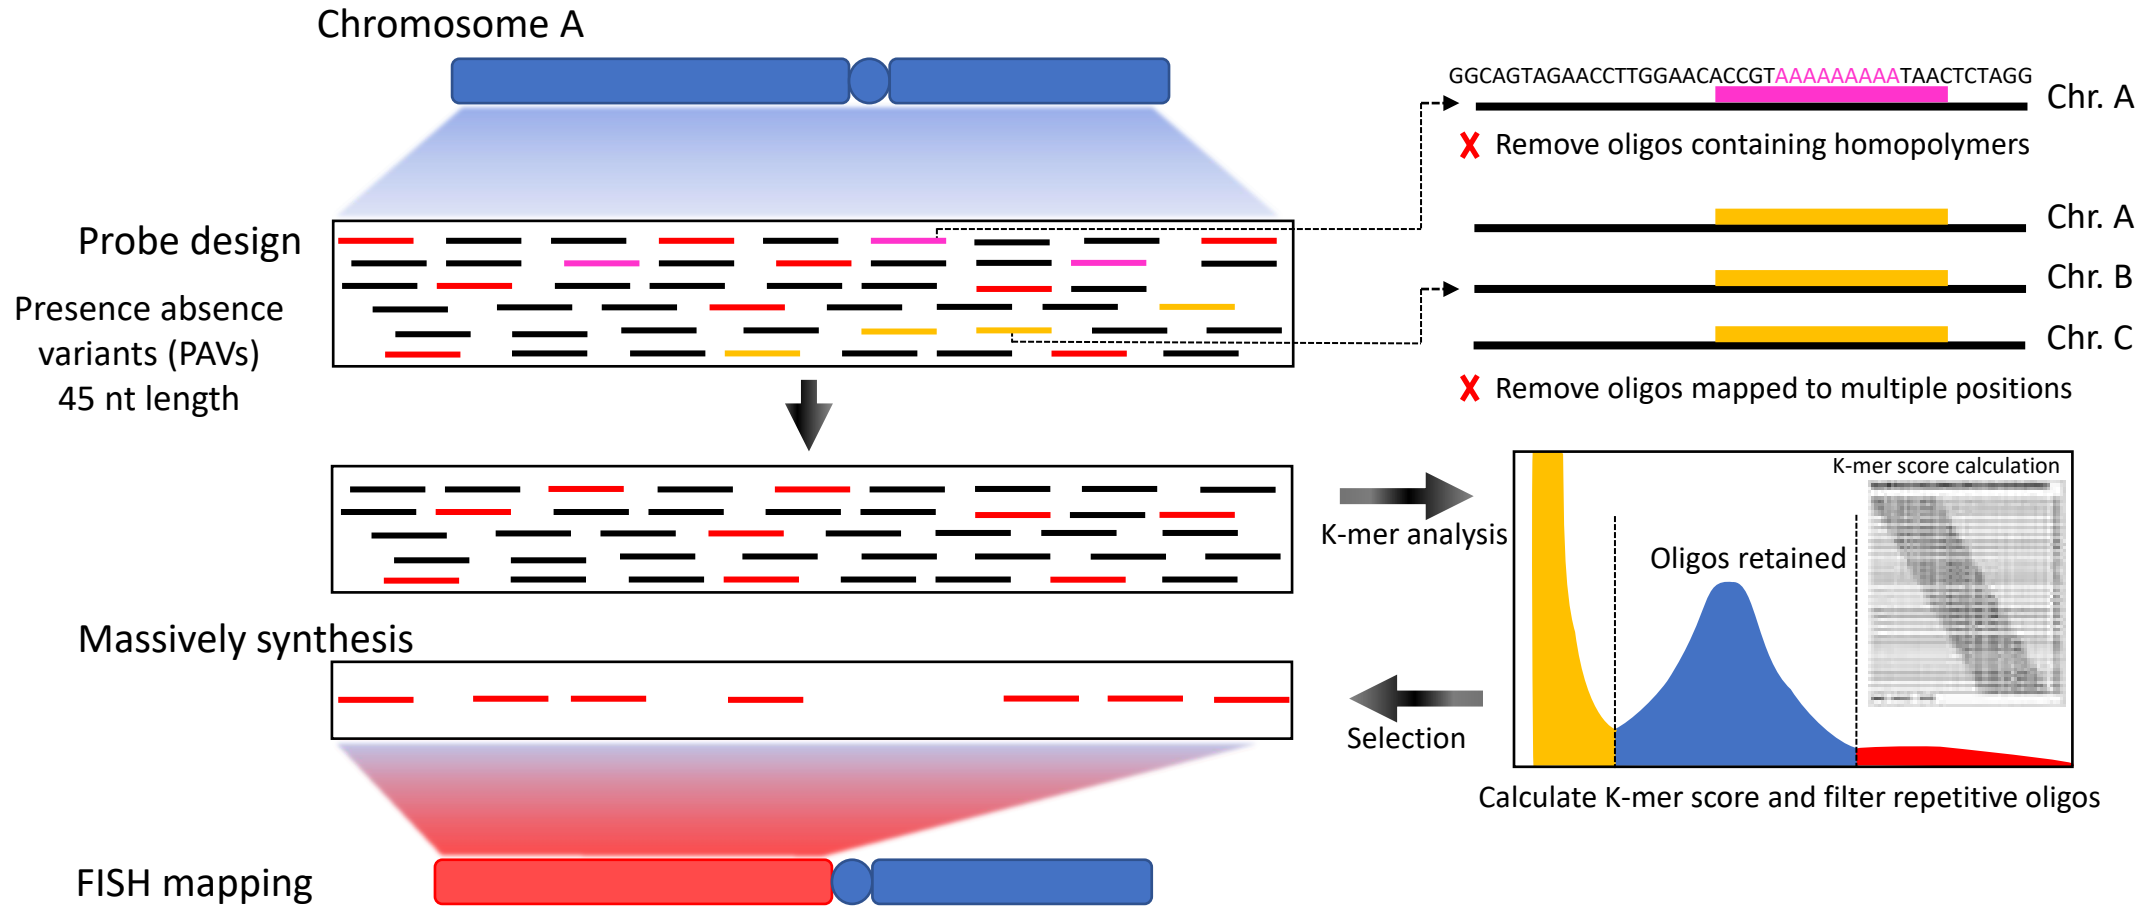 Chromosome A
GGCAGTAGAACCTTGGAACACCGTAAAAAAAAATAACTCTAGG
Chr. A
X Remove oligos containing homopolymers
Probe design
Presence absence
variants (PAVs)
45 nt length
Chr. A
Chr. B
Chr. C
X Remove oligos mapped to multiple positions
K-mer analysis
K-mer score calculation
Oligos retained
Massively synthesis
Selection
Calculate K-mer score and filter repetitive oligos
FISH mapping